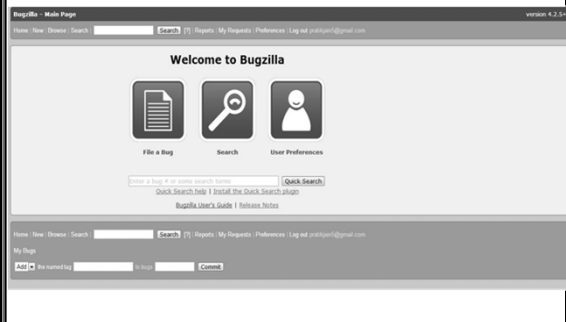 Bugzilla – Main Page version 4.2.5+
Home | New | Browse | Search | Search [?] | Reports | My Requests | Preferences | Log out
Welcome to Bugzilla
File a Bug Search User Preferences
Enter a bug # or some search terms Quick Search
Quick Search help | Install the Quick Search plugin
Bugzilla User's Guide | Release Notes
Home | New | Browse | Search | Search [?] | Reports | My Requests | Preferences | Log out
My Bugs
Add the named tag to bugs Commit